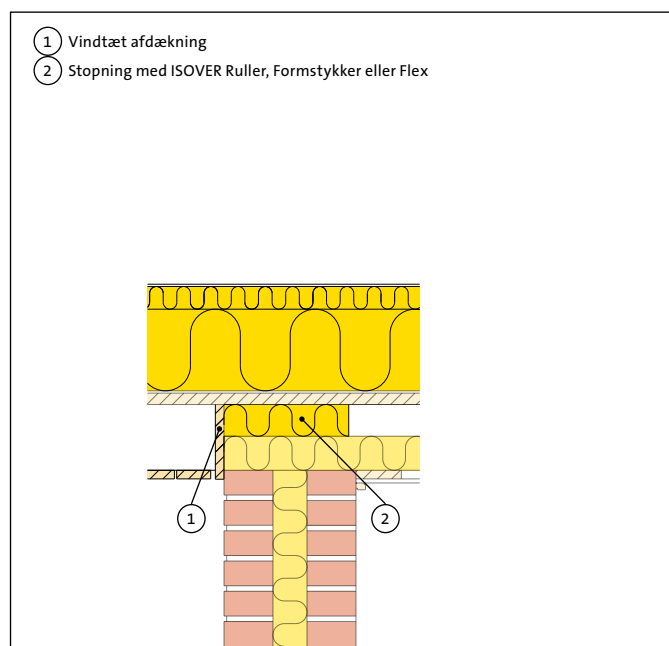 1 Vindtæt afdækning
2 Stopning med ISOVER Ruller, Formstykker eller Flex
1
2